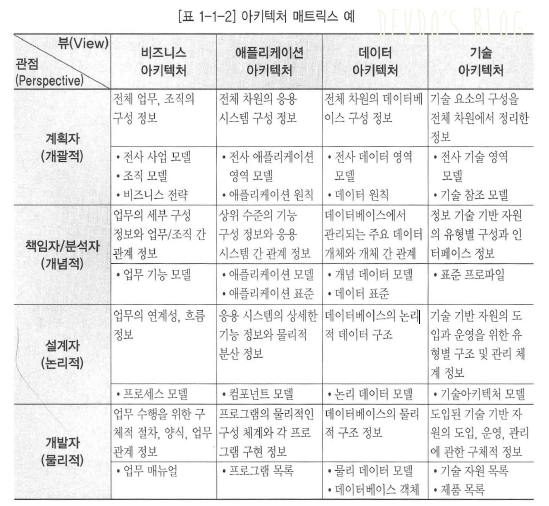 [표 1-1-2] 아키텍처 매트릭스 예
DEVDO'S BLOG
뷰(View)
관점
(Perspective)
비즈니스
아키텍처
애플리케이션
아키텍처
데이터
아키텍처
기술
아키텍처
계획자
(개괄적)
전체 업무, 조직의
구성 정보
전체 차원의 응용
시스템 구성 정보
전체 차원의 데이터베
이스 구성 정보
기술 요소의 구성을
전체 차원에서 정리한
정보
• 전사 사업 모델
• 조직 모델
• 비즈니스 전략
• 전사 애플리케이션
영역 모델
• 애플리케이션 원칙
• 전사 데이터 영역
모델
• 데이터 원칙
• 전사 기술 영역
모델
• 기술 참조 모델
책임자/분석자
(개념적)
업무의 세부 구성
정보와 업무/조직 간
관계 정보
상위 수준의 기능
구성 정보와 응용
시스템 간 관계 정보
데이터베이스에서
관리되는 주요 데이터
개체와 개체 간 관계
정보 기술 기반 자원
의 유형별 구성과 인
터페이스 정보
• 업무 기능 모델
• 애플리케이션 모델
• 애플리케이션 표준
• 개념 데이터 모델
• 데이터 표준
• 표준 프로파일
설계자
(논리적)
업무의 연계성, 흐름
정보
응용 시스템의 상세한
기능 정보와 물리적
분산 정보
데이터베이스의 논리
적 데이터 구조
기술 기반 자원의 도
입과 운영을 위한 유
형별 구조 및 관리 체
계 정보
• 프로세스 모델
• 컴포넌트 모델
• 논리 데이터 모델
• 기술아키텍처 모델
개발자
(물리적)
업무 수행을 위한 구
체적 절차, 양식, 업무
관계 정보
프로그램의 물리적인
구성 체계와 각 프로
그램 구현 정보
데이터베이스의 물리
적 구조 정보
도입된 기술 기반 자
원의 도입, 운영, 관리
에 관한 구체적 정보
• 업무 매뉴얼
• 프로그램 목록
• 물리 데이터 모델
• 데이터베이스 객체
• 기술 자원 목록
• 제품 목록